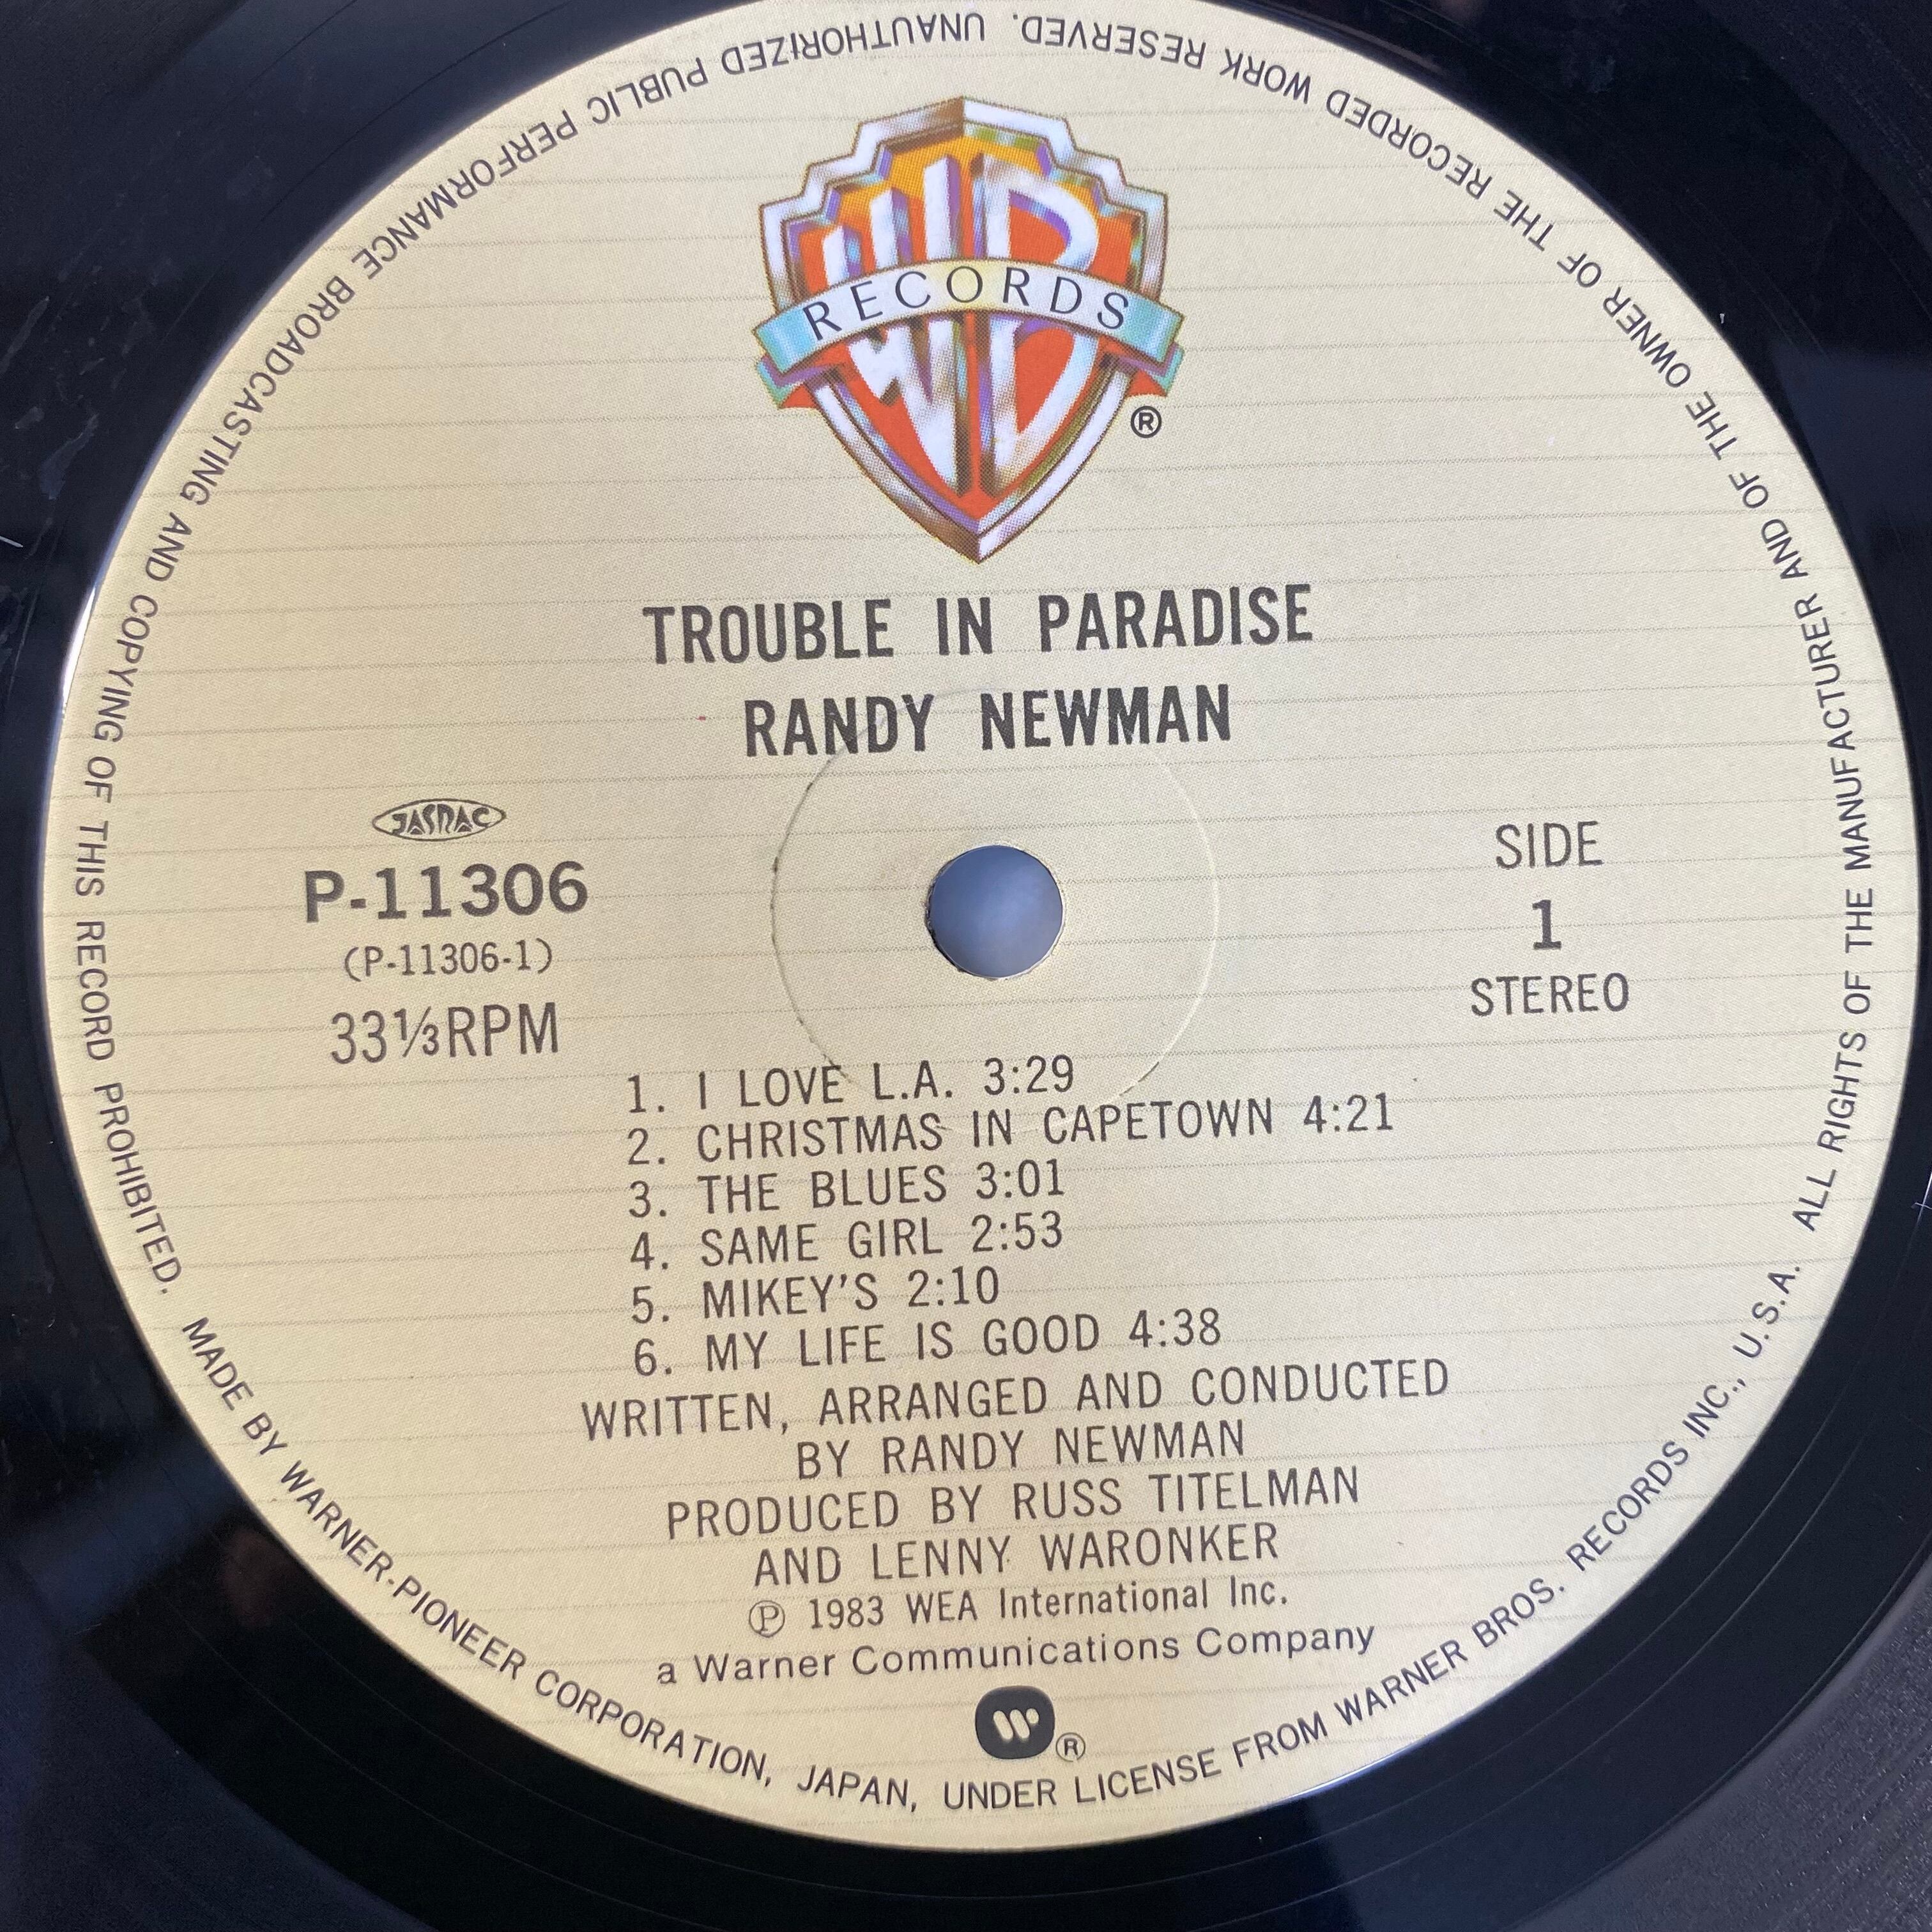 WB
RECORDS
®
TROUBLE IN PARADISE
RANDY NEWMAN
JASRAC
P-11306
(P-11306-1)
33⅓RPM
SIDE
1
STEREO
1. I LOVE L.A. 3:29
2. CHRISTMAS IN CAPETOWN 4:21
3. THE BLUES 3:01
4. SAME GIRL 2:53
5. MIKEY'S 2:10
6. MY LIFE IS GOOD 4:38
WRITTEN, ARRANGED AND CONDUCTED
BY RANDY NEWMAN
PRODUCED BY RUSS TITELMAN
AND LENNY WARONKER
℗ 1983 WEA International Inc.
a Warner Communications Company
W®
MADE BY WARNER-PIONEER CORPORATION, JAPAN, UNDER LICENSE FROM WARNER BROS. RECORDS INC., U.S.A.
ALL RIGHTS OF THE MANUFACTURER AND OF THE OWNER OF THE RECORDED WORK RESERVED. UNAUTHORIZED PUBLIC PERFORMANCE BROADCASTING AND COPYING OF THIS RECORD PROHIBITED.